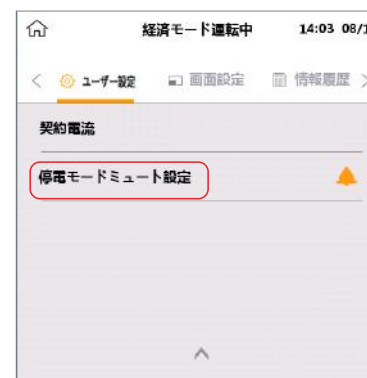 経済モード運転中 14:03 08/1
ユーザー設定 画面設定 情報履歴
契約電流
停電モードミュート設定